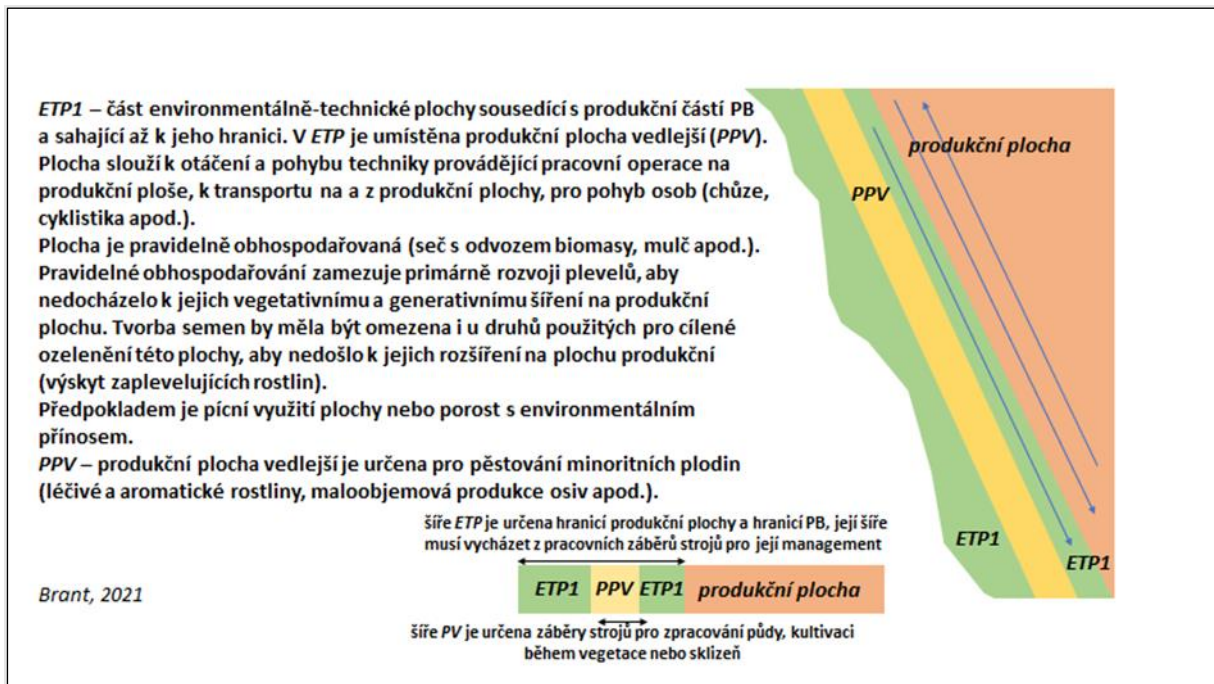 ETP1 – část environmentálně-technické plochy sousedící s produkční částí PB
a sahající až k jeho hranici. V ETP je umístěna produkční plocha vedlejší (PPV).
Plocha slouží k otáčení a pohybu techniky provádějící pracovní operace na
produkční ploše, k transportu na a z produkční plochy, pro pohyb osob (chůze,
cyklistika apod.).
Plocha je pravidelně obhospodařovaná (seč s odvozem biomasy, mulč apod.).
Pravidelné obhospodařování zamezuje primárně rozvoji plevelů, aby
nedocházelo k jejich vegetativnímu a generativnímu šíření na produkční
plochu. Tvorba semen by měla být omezena i u druhů použitých pro cílené
ozelenění této plochy, aby nedošlo k jejich rozšíření na plochu produkční
(výskyt zaplevelujících rostlin).
Předpokladem je pícní využití plochy nebo porost s environmentálním
přínosem.
PPV – produkční plocha vedlejší je určena pro pěstování minoritních plodin
(léčivé a aromatické rostliny, maloobjemová produkce osiv apod.).
produkční plocha
PPV
ETP1
ETP1
šíře ETP je určena hranicí produkční plochy a hranicí PB, její šíře
musí vycházet z pracovních záběrů strojů pro její management
ETP1 PPV ETP1 produkční plocha
šíře PV je určena záběry strojů pro zpracování půdy, kultivaci
během vegetace nebo sklizeň
Brant, 2021